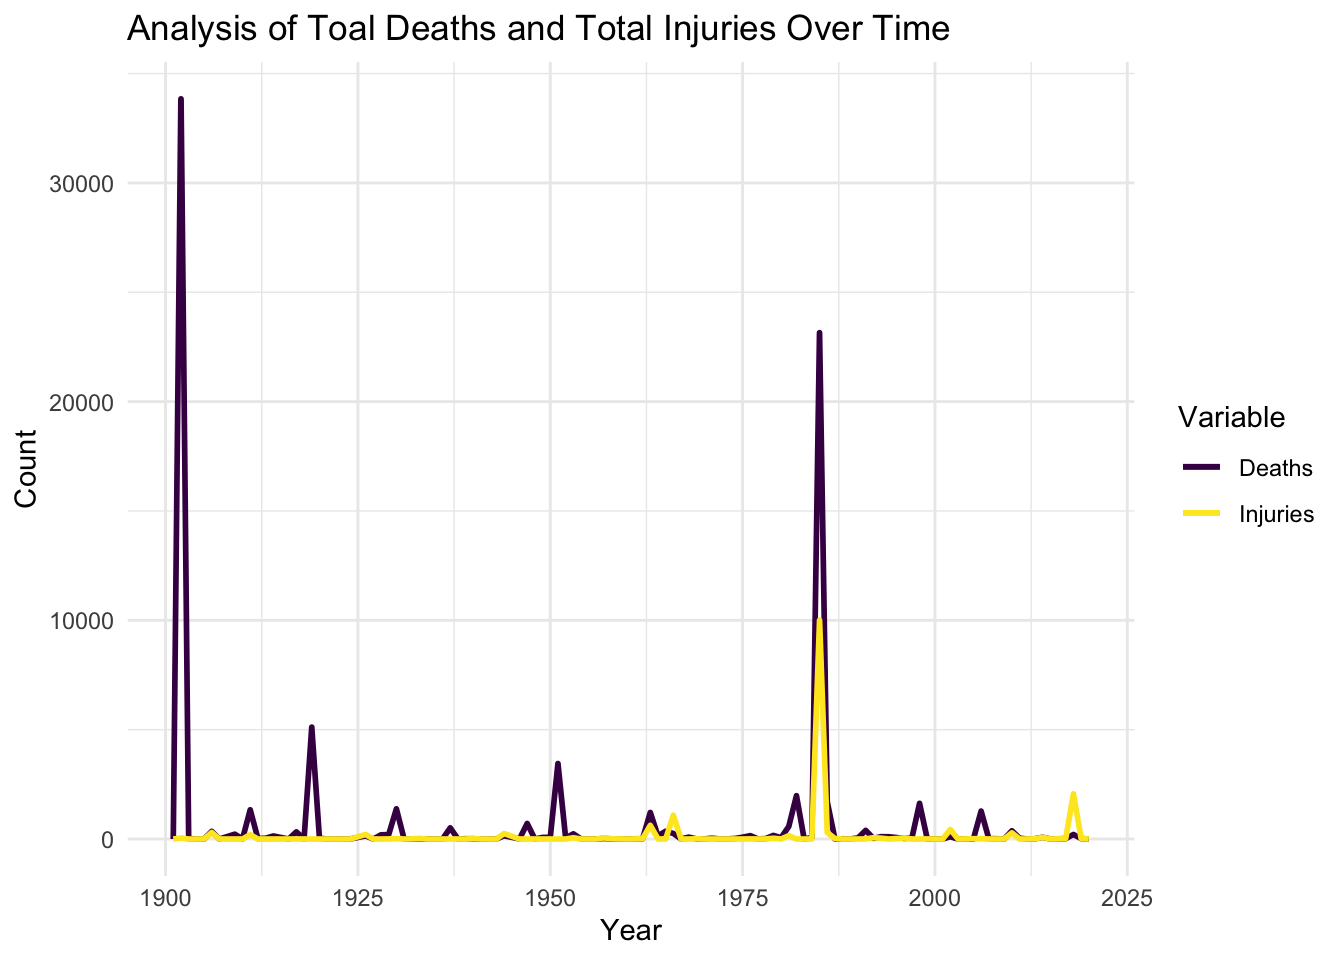 Analysis of Toal Deaths and Total Injuries Over Time
30000
20000
10000
0
Count
1900 1925 1950 1975 2000 2025
Year
Variable
Deaths
Injuries